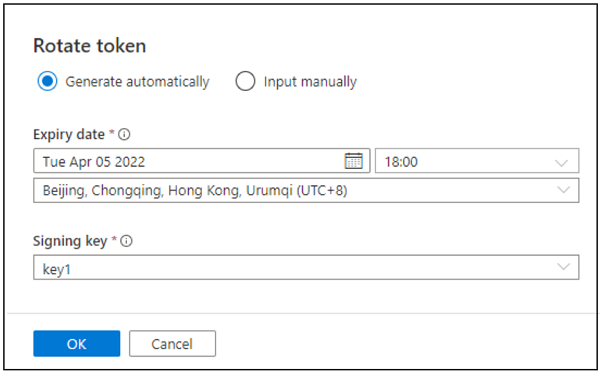 Rotate token
Generate automatically Input manually
Expiry date *
Tue Apr 05 2022 18:00
Beijing, Chongqing, Hong Kong, Urumqi (UTC+8)
Signing key *
key1
OK Cancel